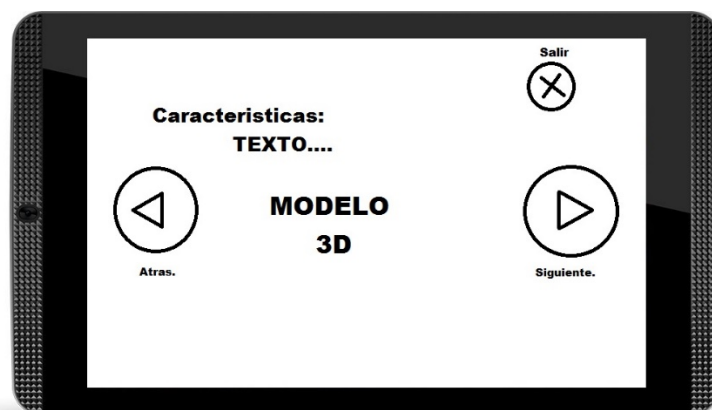 Salir
Caracteristicas:
TEXTO....
MODELO
3D
Atras.
Siguiente.